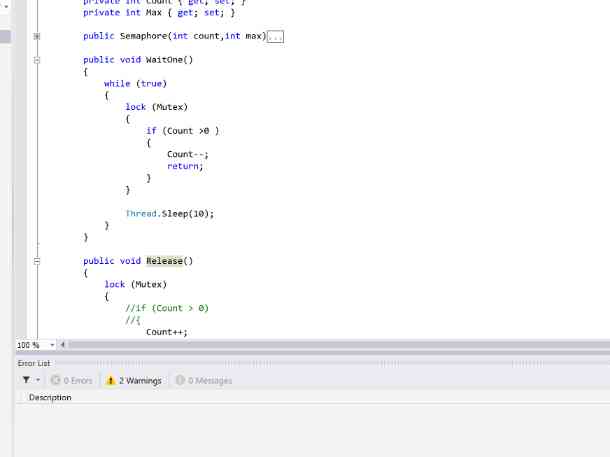 private int Count { get; set; }
private int Max { get; set; }
public Semaphore(int count,int max)...
public void WaitOne()
{
while (true)
{
lock (Mutex)
{
if (Count >0 )
{
Count--;
return;
}
}
Thread.Sleep(10);
}
}
public void Release()
{
lock (Mutex)
{
//if (Count > 0)
//{
Count++;
100 %
Error List
0 Errors
2 Warnings
0 Messages
Description